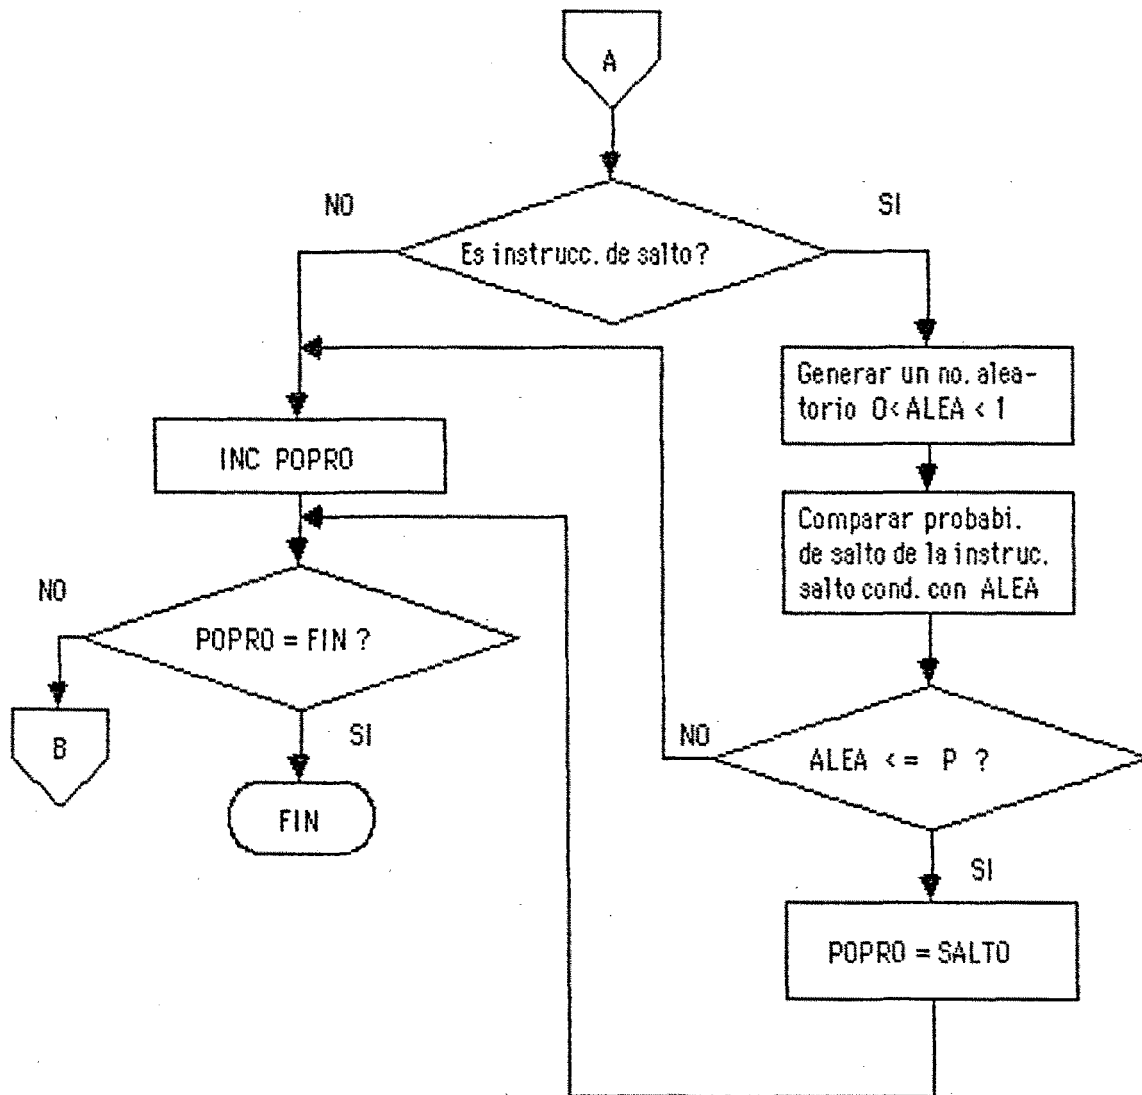 A
NO
SI
Es instrucc. de salto?
Generar un no. alea-
torio 0< ALEA < 1
INC POPRO
Comparar probabi.
de salto de la instruc.
salto cond. con ALEA
NO
POPRO = FIN ?
SI
B
NO
ALEA <= P ?
FIN
SI
POPRO = SALTO